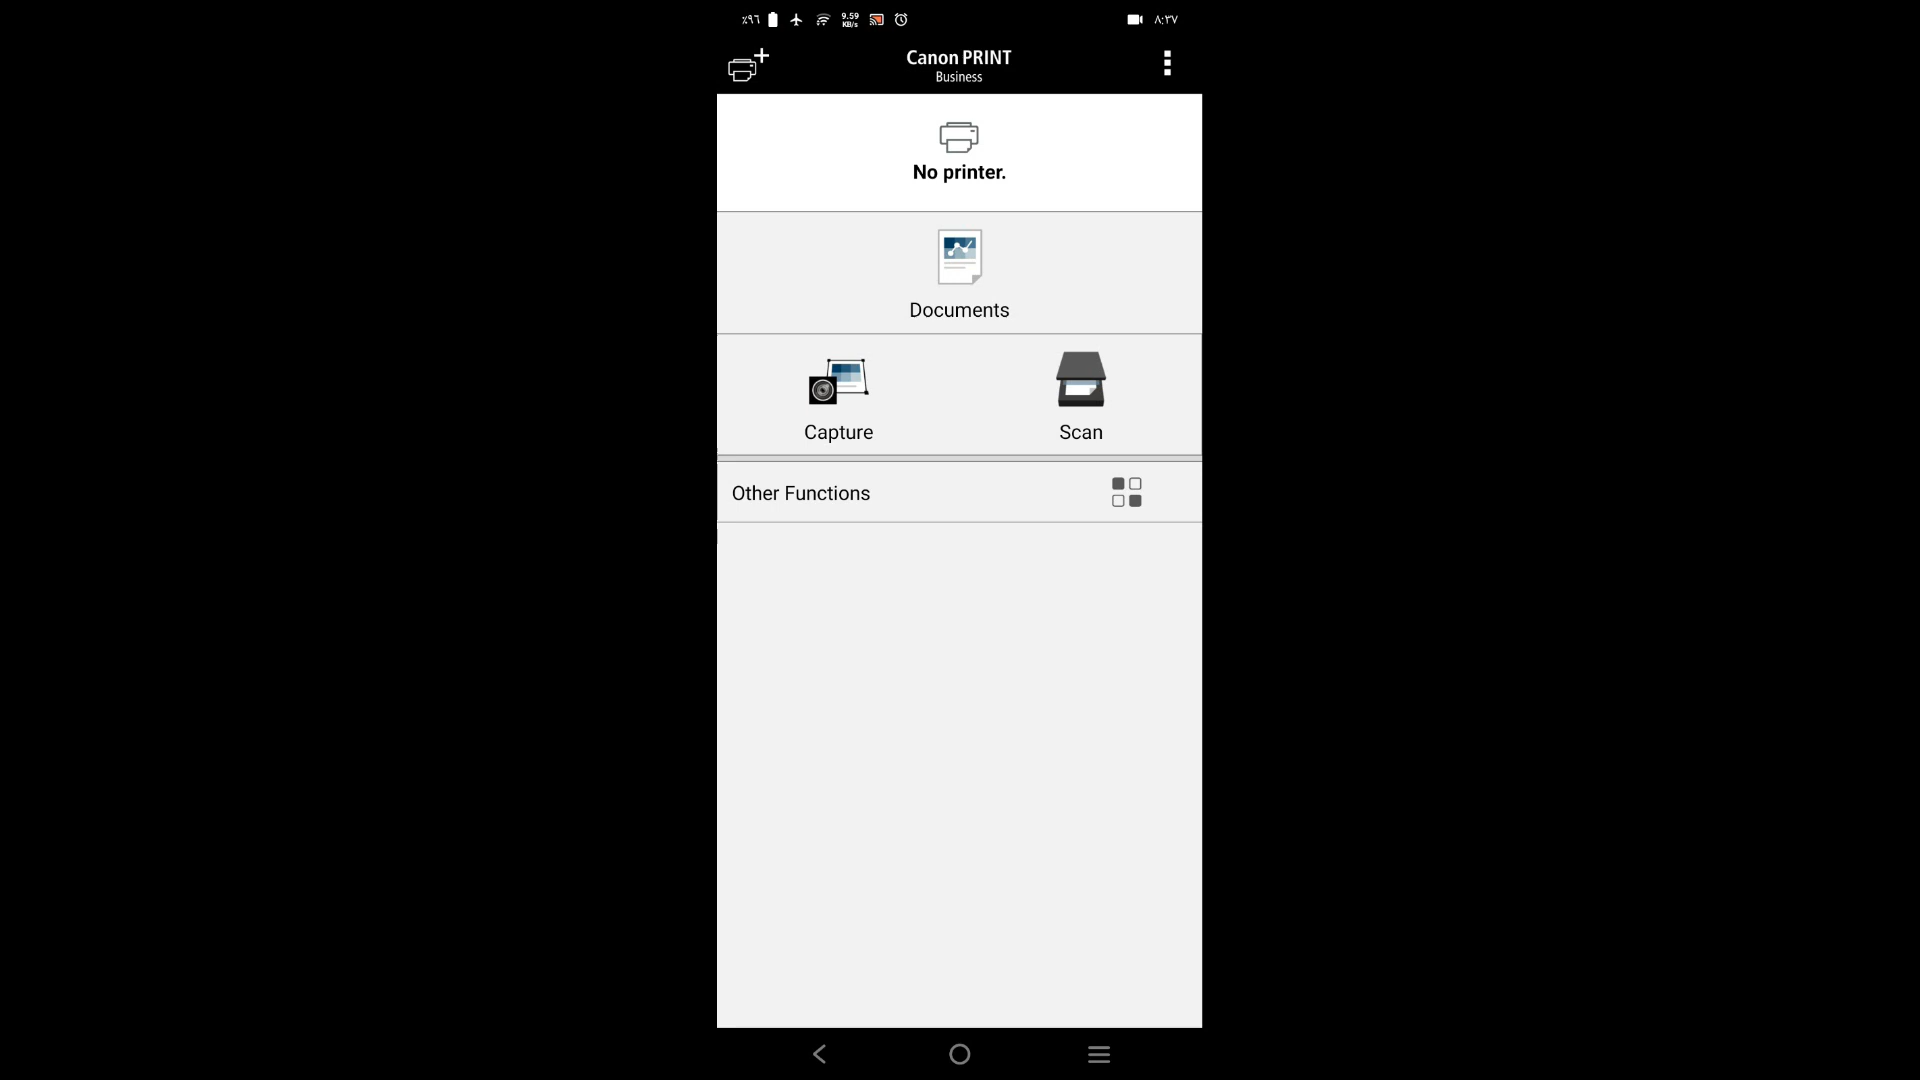 ٪٩٦ 9.59 KB/s ٨:٣٧
Canon PRINT
Business
No printer.
Documents
Capture Scan
Other Functions